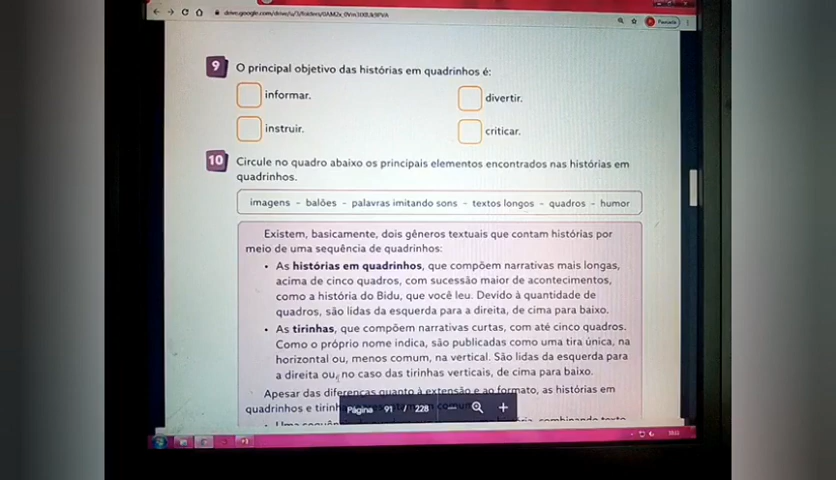 9 O principal objetivo das histórias em quadrinhos é:
informar. divertir.
instruir. criticar.
10 Circule no quadro abaixo os principais elementos encontrados nas histórias em
quadrinhos.
imagens - balões - palavras imitando sons - textos longos - quadros - humor
Existem, basicamente, dois gêneros textuais que contam histórias por
meio de uma sequência de quadrinhos:
• As histórias em quadrinhos, que compõem narrativas mais longas,
acima de cinco quadros, com sucessão maior de acontecimentos,
como a história do Bidu, que você leu. Devido à quantidade de
quadros, são lidas da esquerda para a direita, de cima para baixo.
• As tirinhas, que compõem narrativas curtas, com até cinco quadros.
Como o próprio nome indica, são publicadas como uma tira única, na
horizontal ou, menos comum, na vertical. São lidas da esquerda para
a direita ou, no caso das tirinhas verticais, de cima para baixo.
Apesar das diferenças quanto à extensão e ao formato, as histórias em
quadrinhos e
Página 91 / 228